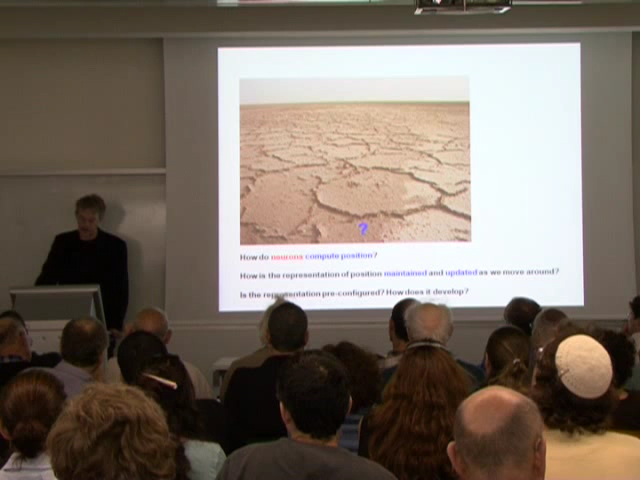 ?
How do neurons compute position?
How is the representation of position maintained and updated as we move around?
Is the representation pre-configured? How does it develop?